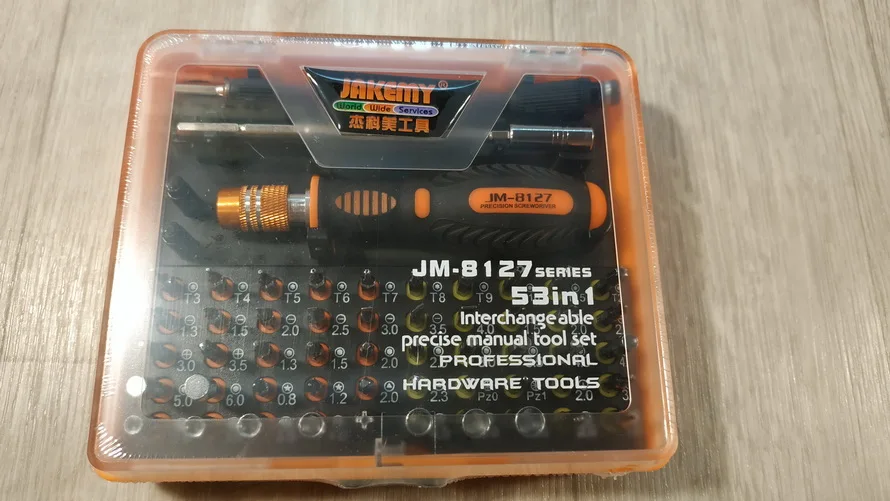 JAKEMY®
World Wide Services
杰科美工具
JM-8127
PRECISION SCREWDRIVER
JM-8127 SERIES
53in1
Interchangeable
precise manual tool set
PROFESSIONAL
HARDWARE TOOLS
T3 T4 T5 T6 T7 T8 T9
1.3 1.5 2.0 2.5 3.0 3.5 4.0
3.0 3.5 1.3 1.5 2.0
5.0 6.0 0.8 1.2 2.0 2.3 Pz0 Pz1 2.0